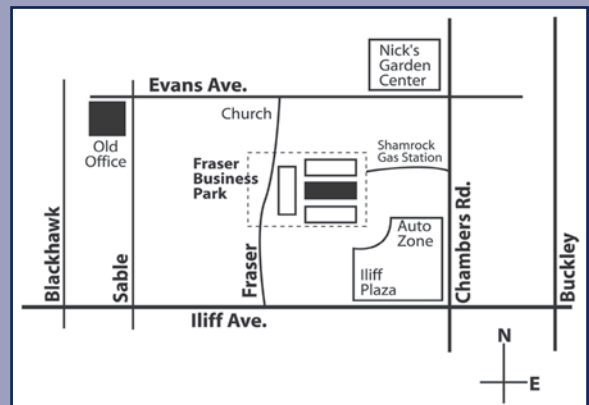 Nick's
Garden
Center
Evans Ave.
Church
Old
Office
Shamrock
Gas Station
Fraser
Business
Park
Auto
Zone
Iliff
Plaza
Blackhawk
Sable
Fraser
Chambers Rd.
Buckley
Iliff Ave.
N
E